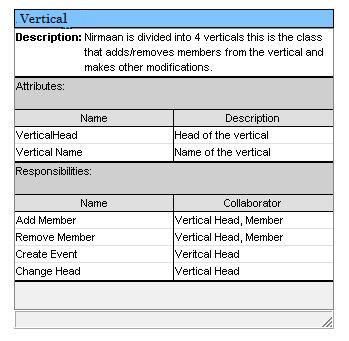 Vertical
Description: Nirmaan is divided into 4 verticals this is the class
that adds/removes members from the vertical and
makes other modifications.
Attributes:
Name Description
VerticalHead Head of the vertical
Vertical Name Name of the vertical
Responsibilities:
Name Collaborator
Add Member Vertical Head, Member
Remove Member Vertical Head, Member
Create Event Veritcal Head
Change Head Vertical Head